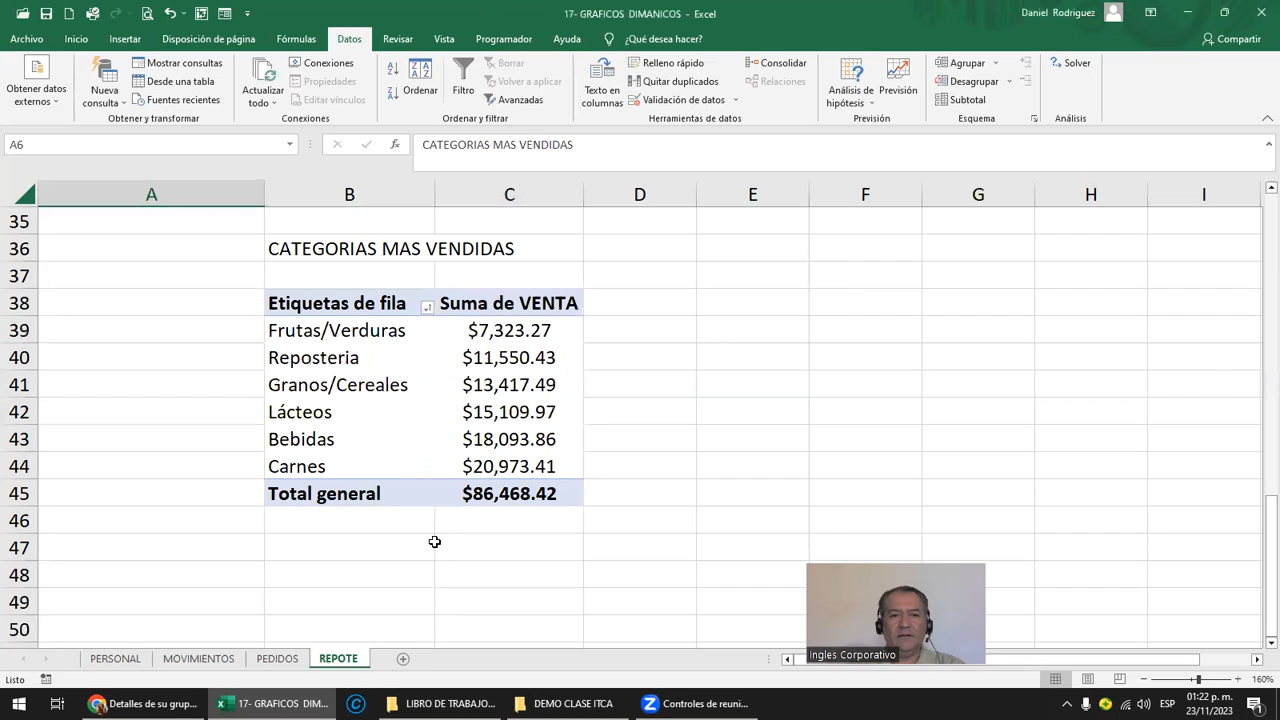 17- GRAFICOS DIMANICOS - Excel
Daniel Rodriguez
Archivo Inicio Insertar Disposición de página Fórmulas Datos Revisar Vista Programador Ayuda ¿Qué desea hacer? Compartir
Obtener datos externos
Nueva consulta
Mostrar consultas
Desde una tabla
Fuentes recientes
Obtener y transformar
Actualizar todo
Conexiones
Propiedades
Editar vínculos
Conexiones
Ordenar
Filtro
Borrar
Volver a aplicar
Avanzadas
Ordenar y filtrar
Texto en columnas
Relleno rápido
Quitar duplicados
Validación de datos
Consolidar
Relaciones
Herramientas de datos
Análisis de hipótesis
Previsión
Previsión
Agrupar
Desagrupar
Subtotal
Esquema
Solver
Análisis
A6
fx
CATEGORIAS MAS VENDIDAS
A B C D E F G H I
35
36 CATEGORIAS MAS VENDIDAS
37
38 Etiquetas de fila Suma de VENTA
39 Frutas/Verduras $7,323.27
40 Reposteria $11,550.43
41 Granos/Cereales $13,417.49
42 Lácteos $15,109.97
43 Bebidas $18,093.86
44 Carnes $20,973.41
45 Total general $86,468.42
46
47
48
49
50
Ingles Corporativo
PERSONAL MOVIMIENTOS PEDIDOS REPOTE
Listo
160%
Detalles de su grup...
17- GRAFICOS DIM...
LIBRO DE TRABAJO...
DEMO CLASE ITCA
Controles de reuni...
ESP
01:22 p. m.
23/11/2023
1